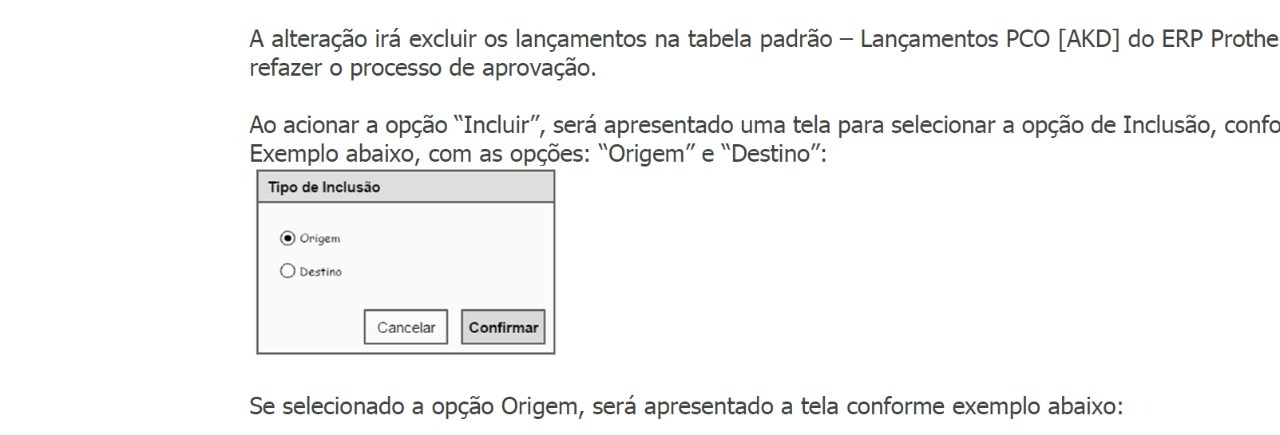 A alteração irá excluir os lançamentos na tabela padrão – Lançamentos PCO [AKD] do ERP Prothe
refazer o processo de aprovação.
Ao acionar a opção “Incluir”, será apresentado uma tela para selecionar a opção de Inclusão, confo
Exemplo abaixo, com as opções: “Origem” e “Destino”:
Tipo de Inclusão
Origem
Destino
Cancelar Confirmar
Se selecionado a opção Origem, será apresentado a tela conforme exemplo abaixo: